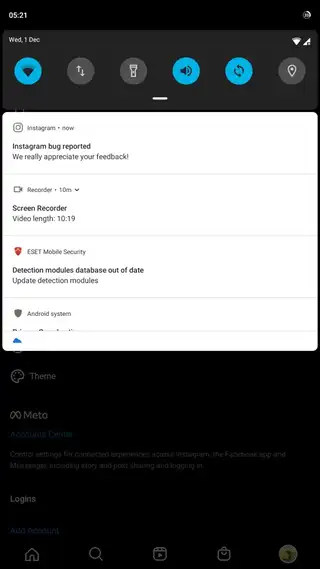 05:21
Wed, 1 Dec
Instagram • now
Instagram bug reported
We really appreciate your feedback!
Recorder • 10m
Screen Recorder
Video length: 10:19
ESET Mobile Security
Detection modules database out of date
Update detection modules
Android system
Theme
Meto
Accounts Center
Control settings for connected experiences across Instagram, the Facebook app and
Messenger, including story and post sharing and logging in.
Logins
Add Account